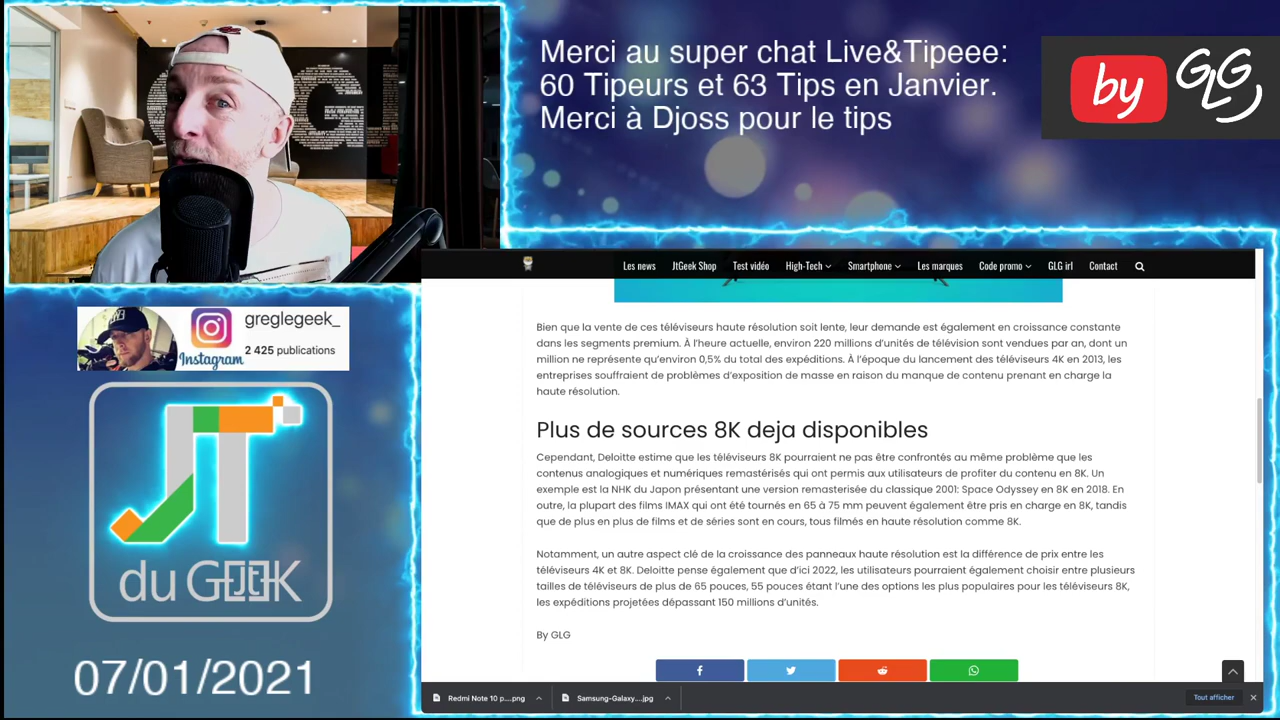 Merci au super chat Live&Tipeee:
60 Tipeurs et 63 Tips en Janvier.
Merci à Djoss pour le tips
by GLG
greglegeek_
Instagram
2 425 publications
JT
du GEEK
07/01/2021
Les news JtGeek Shop Test vidéo High-Tech Smartphone Les marques Code promo GLG irl Contact
Bien que la vente de ces téléviseurs haute résolution soit lente, leur demande est également en croissance constante
dans les segments premium. À l'heure actuelle, environ 220 millions d'unités de télévision sont vendues par an, dont un
million ne représente qu'environ 0,5% du total des expéditions. À l'époque du lancement des téléviseurs 4K en 2013, les
entreprises souffraient de problèmes d'exposition de masse en raison du manque de contenu prenant en charge la
haute résolution.
Plus de sources 8K deja disponibles
Cependant, Deloitte estime que les téléviseurs 8K pourraient ne pas être confrontés au même problème que les
contenus analogiques et numériques remastérisés qui ont permis aux utilisateurs de profiter du contenu en 8K. Un
exemple est la NHK du Japon présentant une version remasterisée du classique 2001: Space Odyssey en 8K en 2018. En
outre, la plupart des films IMAX qui ont été tournés en 65 à 75 mm peuvent également être pris en charge en 8K, tandis
que de plus en plus de films et de séries sont en cours, tous filmés en haute résolution comme 8K.
Notamment, un autre aspect clé de la croissance des panneaux haute résolution est la différence de prix entre les
téléviseurs 4K et 8K. Deloitte pense également que d'ici 2022, les utilisateurs pourraient également choisir entre plusieurs
tailles de téléviseurs de plus de 65 pouces, 55 pouces étant l'une des options les plus populaires pour les téléviseurs 8K,
les expéditions projetées dépassant 150 millions d'unités.
By GLG
Redmi Note 10 p....png Samsung-Galaxy....jpg Tout afficher